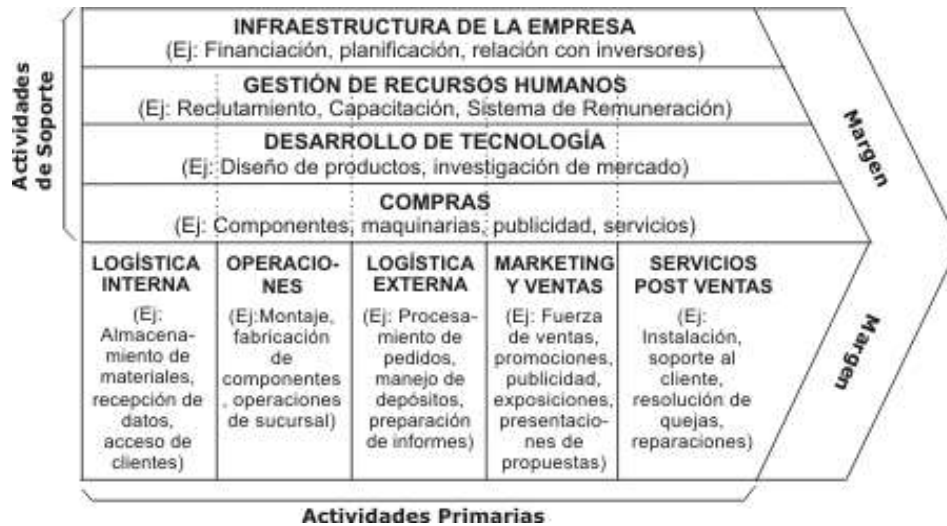 INFRAESTRUCTURA DE LA EMPRESA
(Ej: Financiación, planificación, relación con inversores)
GESTIÓN DE RECURSOS HUMANOS
(Ej: Reclutamiento, Capacitación, Sistema de Remuneración)
DESARROLLO DE TECNOLOGÍA
(Ej: Diseño de productos, investigación de mercado)
COMPRAS
(Ej: Componentes, maquinarias, publicidad, servicios)
Actividades
de Soporte
Margen
Margen
LOGÍSTICA
INTERNA
(Ej:
Almacena-
miento de
materiales,
recepción de
datos,
acceso de
clientes)
OPERACIO-
NES
(Ej:Montaje,
fabricación
de
componentes
, operaciones
de sucursal)
LOGÍSTICA
EXTERNA
(Ej: Procesa-
miento de
pedidos,
manejo de
depósitos,
preparación
de informes)
MARKETING
Y VENTAS
(Ej: Fuerza
de ventas,
promociones,
publicidad,
exposiciones,
presentacio-
nes de
propuestas)
SERVICIOS
POST VENTAS
(Ej:
Instalación,
soporte al
cliente,
resolución de
quejas,
reparaciones)
Actividades Primarias